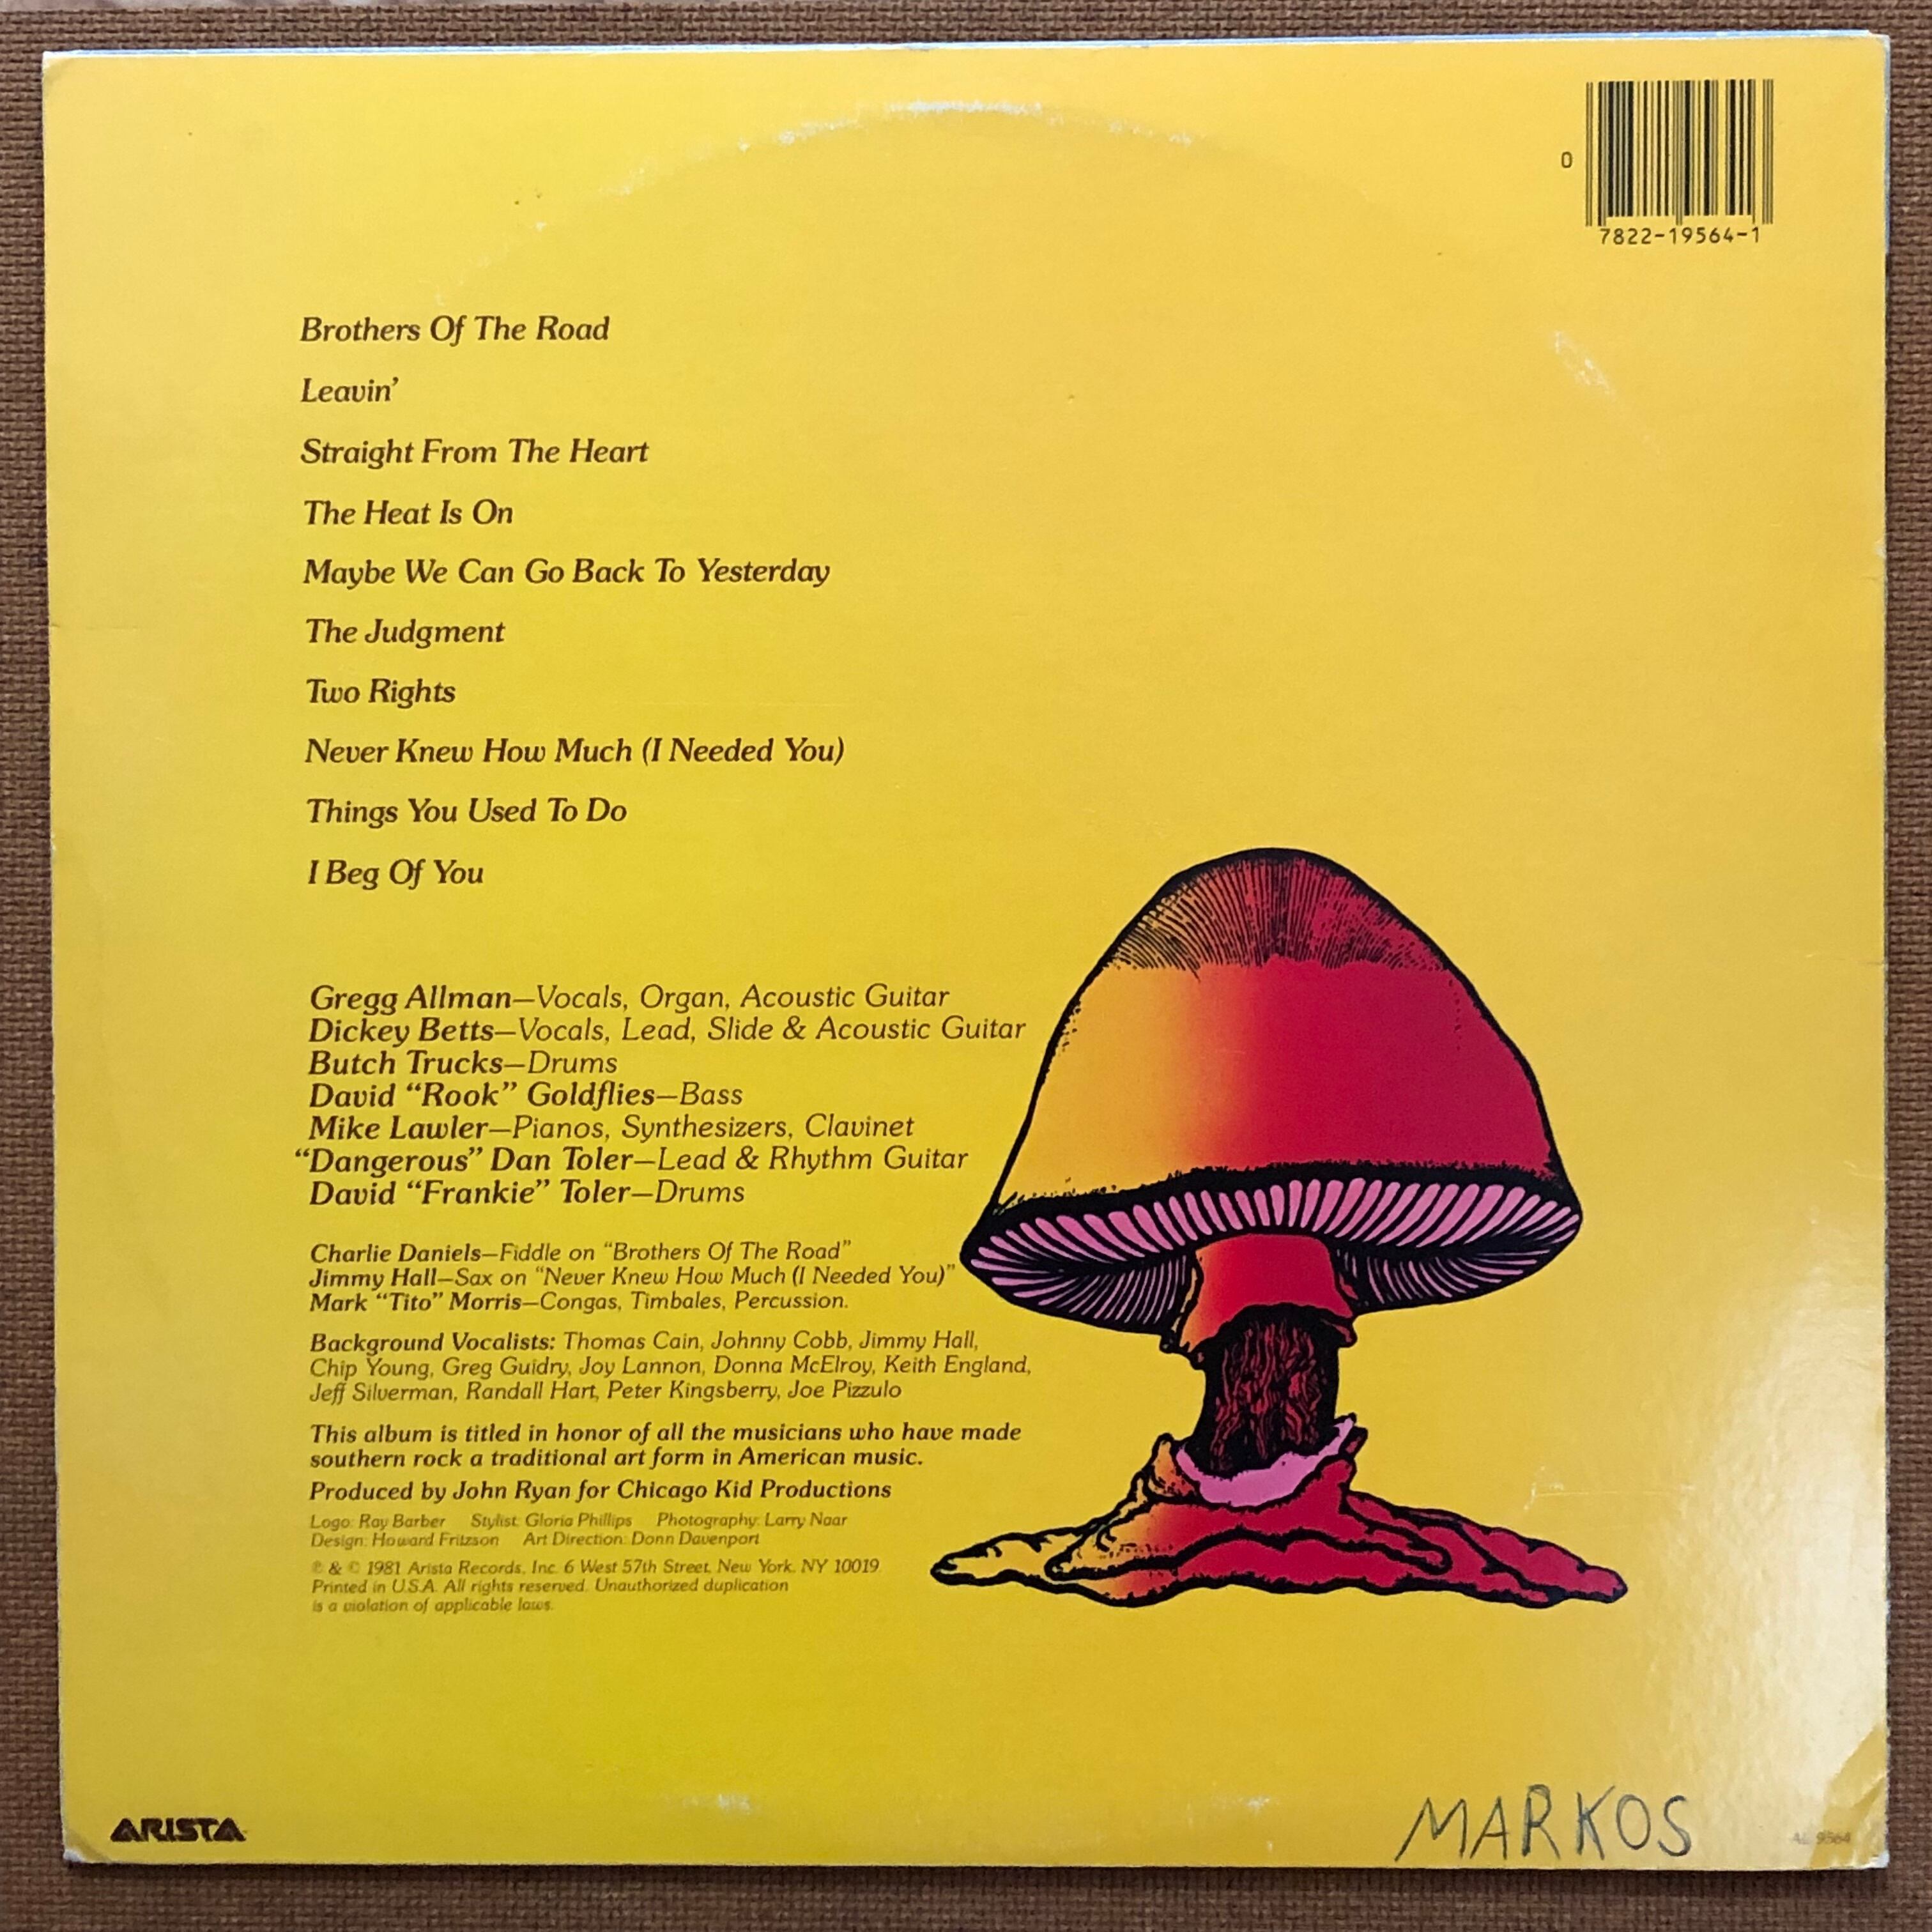 0
7822-19564-1
Brothers Of The Road
Leavin’
Straight From The Heart
The Heat Is On
Maybe We Can Go Back To Yesterday
The Judgment
Two Rights
Never Knew How Much (I Needed You)
Things You Used To Do
I Beg Of You
Gregg Allman—Vocals, Organ, Acoustic Guitar
Dickey Betts—Vocals, Lead, Slide & Acoustic Guitar
Butch Trucks—Drums
David “Rook” Goldflies—Bass
Mike Lawler—Pianos, Synthesizers, Clavinet
“Dangerous” Dan Toler—Lead & Rhythm Guitar
David “Frankie” Toler—Drums
Charlie Daniels—Fiddle on “Brothers Of The Road”
Jimmy Hall—Sax on “Never Knew How Much (I Needed You)”
Mark “Tito” Morris—Congas, Timbales, Percussion.
Background Vocalists: Thomas Cain, Johnny Cobb, Jimmy Hall,
Chip Young, Greg Guidry, Joy Lannon, Donna McElroy, Keith England,
Jeff Silverman, Randall Hart, Peter Kingsberry, Joe Pizzulo
This album is titled in honor of all the musicians who have made
southern rock a traditional art form in American music.
Produced by John Ryan for Chicago Kid Productions
Logo: Ray Barber Stylist: Gloria Phillips Photography: Larry Naar
Design: Howard Fritzson Art Direction: Donn Davenport
℗ & © 1981 Arista Records, Inc. 6 West 57th Street, New York, NY 10019
Printed in U.S.A. All rights reserved. Unauthorized duplication
is a violation of applicable laws.
ARISTA
MARKOS
AL 9564